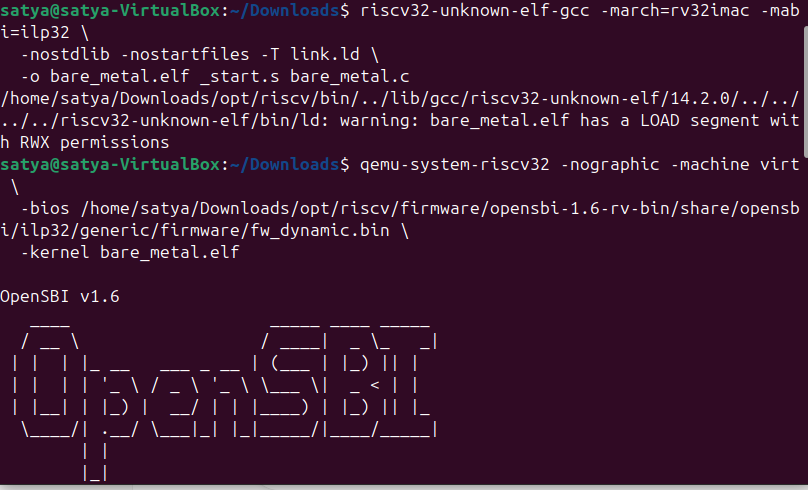 satya@satya-VirtualBox:~/Downloads$ riscv32-unknown-elf-gcc -march=rv32imac -mab
i=ilp32 \
  -nostdlib -nostartfiles -T link.ld \
  -o bare_metal.elf _start.s bare_metal.c
/home/satya/Downloads/opt/riscv/bin/../lib/gcc/riscv32-unknown-elf/14.2.0/../../
../../riscv32-unknown-elf/bin/ld: warning: bare_metal.elf has a LOAD segment wit
h RWX permissions
satya@satya-VirtualBox:~/Downloads$ qemu-system-riscv32 -nographic -machine virt
 \
  -bios /home/satya/Downloads/opt/riscv/firmware/opensbi-1.6-rv-bin/share/opensb
i/ilp32/generic/firmware/fw_dynamic.bin \
  -kernel bare_metal.elf

OpenSBI v1.6
   ____                    _____ ____ _____
  / __ \                  / ____|  _ \_   _|
 | |  | |_ __   ___ _ __ | (___ | |_) || |
 | |  | | '_ \ / _ \ '_ \ \___ \|  _ < | |
 | |__| | |_) |  __/ | | |____) | |_) || |_
  \____/| .__/ \___|_| |_|_____/|____/_____|
        | |
        |_|